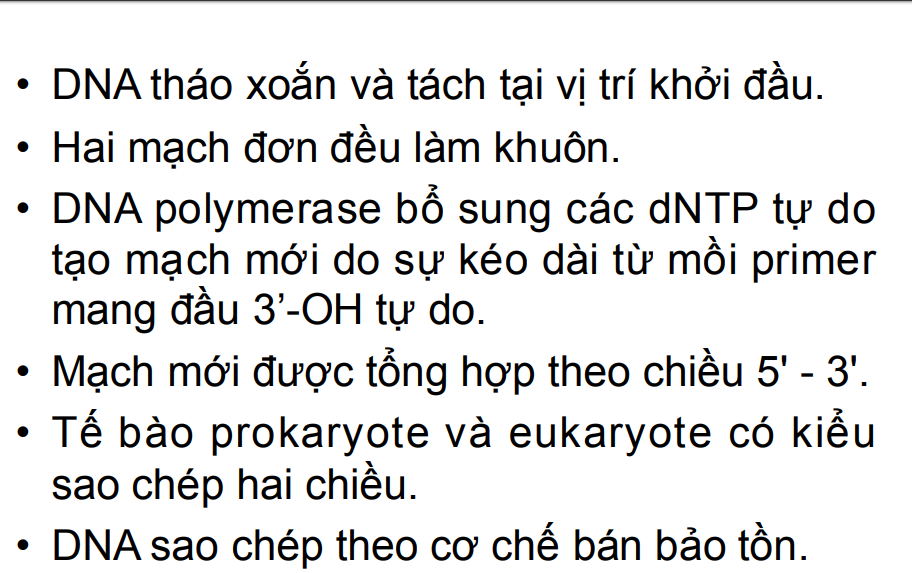 • DNA tháo xoắn và tách tại vị trí khởi đầu.
• Hai mạch đơn đều làm khuôn.
• DNA polymerase bổ sung các dNTP tự do
tạo mạch mới do sự kéo dài từ mồi primer
mang đầu 3’-OH tự do.
• Mạch mới được tổng hợp theo chiều 5' - 3'.
• Tế bào prokaryote và eukaryote có kiểu
sao chép hai chiều.
• DNA sao chép theo cơ chế bán bảo tồn.